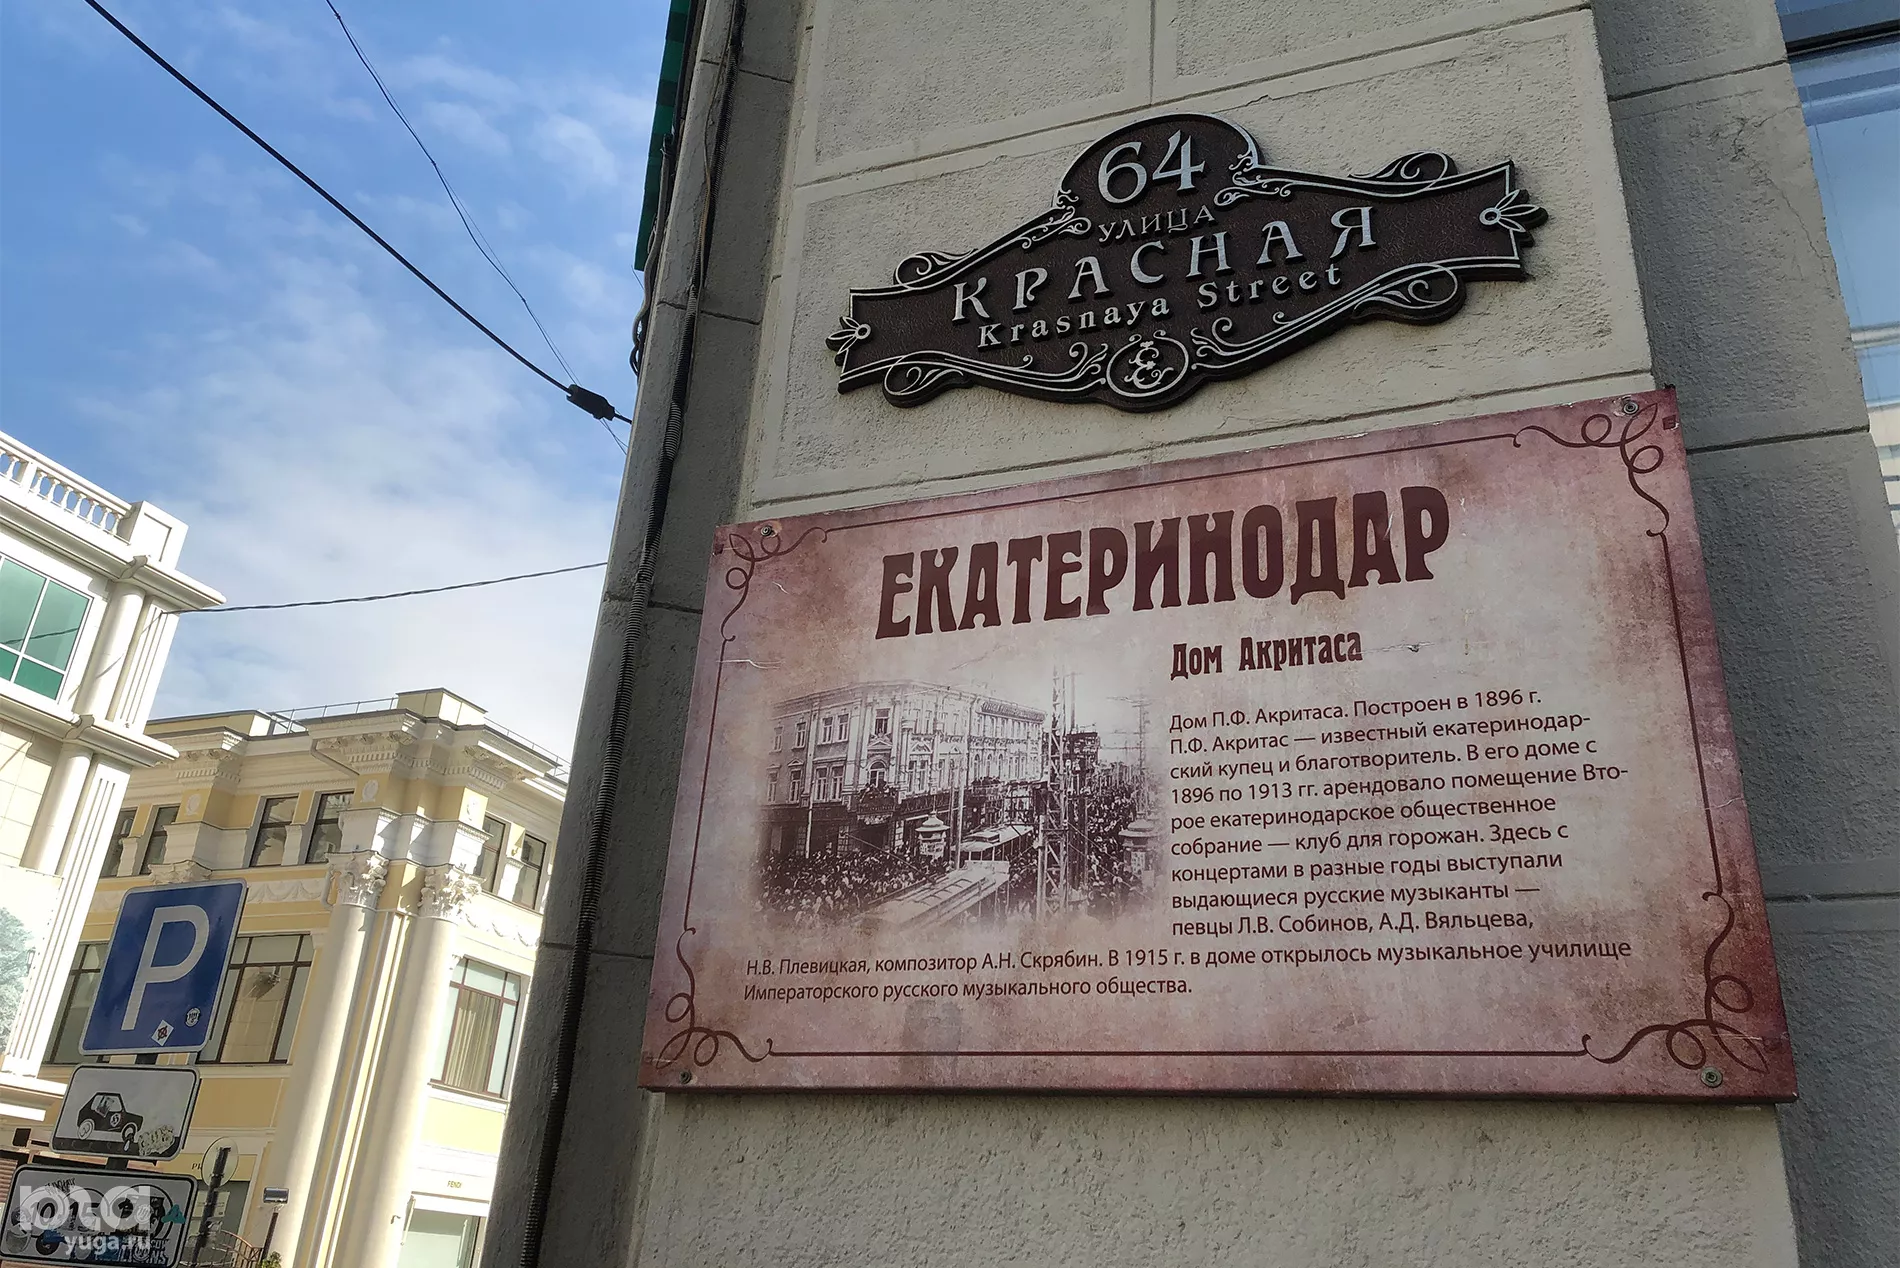 64
УЛИЦА
КРАСНАЯ
Krasnaya Street
ЕКАТЕРИНОДАР
Дом Акритаса
Дом П.Ф. Акритаса. Построен в 1896 г.
П.Ф. Акритас — известный екатеринодар-
ский купец и благотворитель. В его доме с
1896 по 1913 гг. арендовало помещение Вто-
рое екатеринодарское общественное
собрание — клуб для горожан. Здесь с
концертами в разные годы выступали
выдающиеся русские музыканты —
певцы Л.В. Собинов, А.Д. Вяльцева,
Н.В. Плевицкая, композитор А.Н. Скрябин. В 1915 г. в доме открылось музыкальное училище
Императорского русского музыкального общества.
P
FENDI
yuga.ru